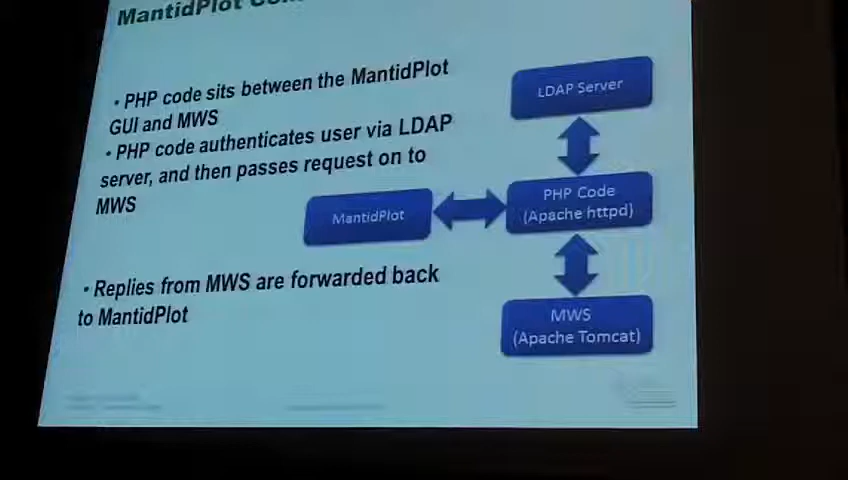 MantidPlot
• PHP code sits between the MantidPlot
GUI and MWS
• PHP code authenticates user via LDAP
server, and then passes request on to
MWS
• Replies from MWS are forwarded back
to MantidPlot
LDAP Server
PHP Code
(Apache httpd)
MantidPlot
MWS
(Apache Tomcat)